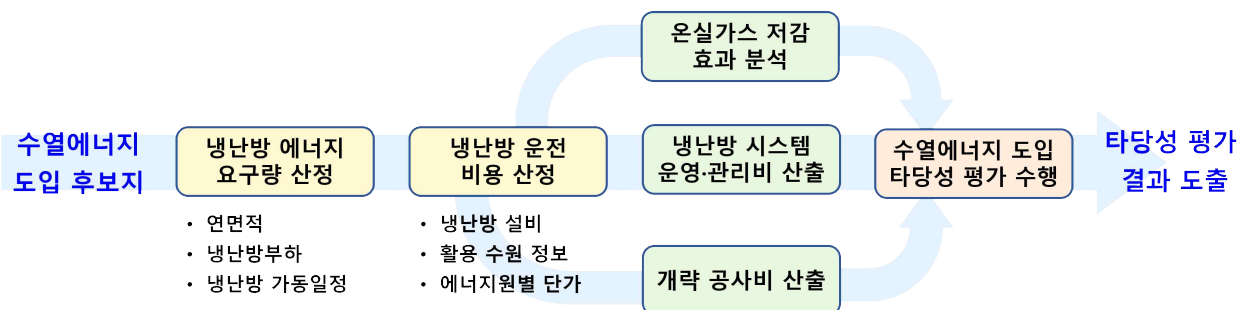 수열에너지
도입 후보지
냉난방 에너지
요구량 산정
• 연면적
• 냉난방부하
• 냉난방 가동일정
냉난방 운전
비용 산정
• 냉난방 설비
• 활용 수원 정보
• 에너지원별 단가
온실가스 저감
효과 분석
냉난방 시스템
운영·관리비 산출
개략 공사비 산출
수열에너지 도입
타당성 평가 수행
타당성 평가
결과 도출